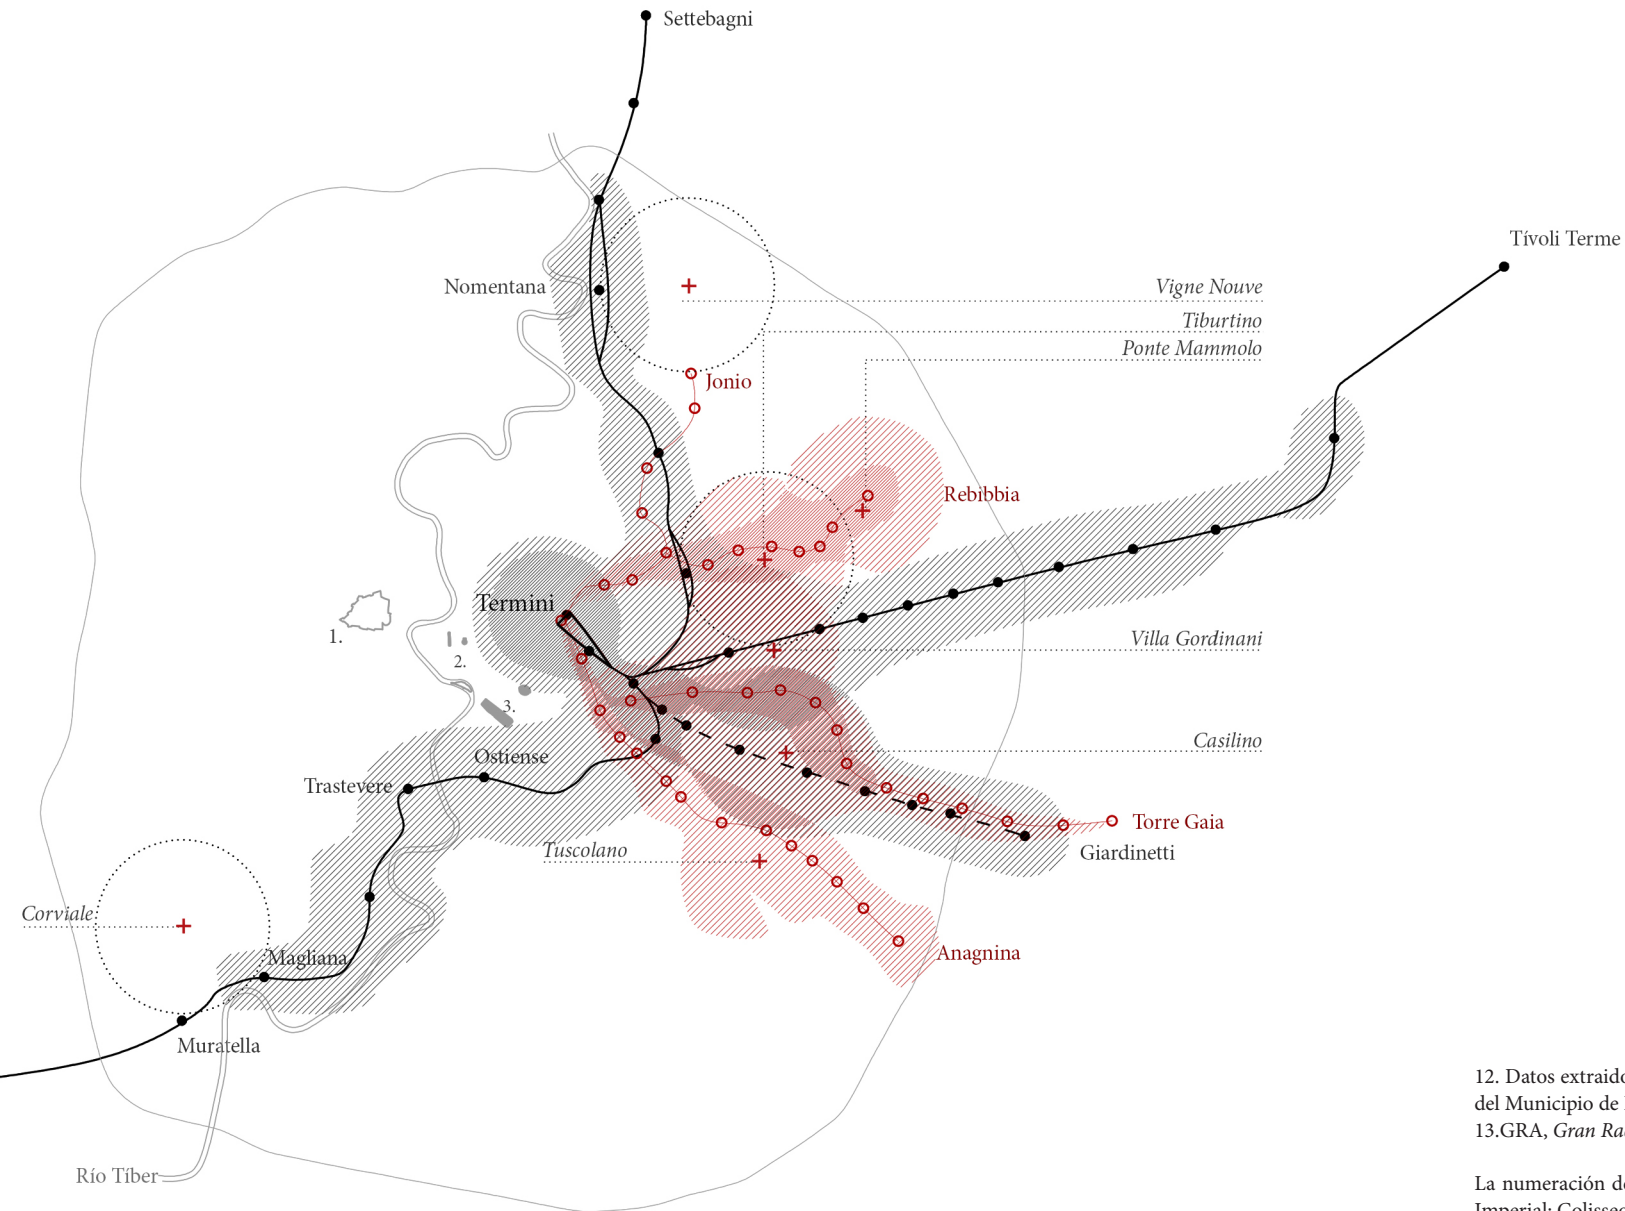 Settebagni
Tívoli Terme
Nomentana
Vigne Nouve
Tiburtino
Ponte Mammolo
Jonio
Rebibbia
Termini
1.
2.
3.
Villa Gordinani
Casilino
Ostiense
Trastevere
Torre Gaia
Giardinetti
Tuscolano
Corviale
Anagnina
Magliana
Muratella
Río Tíber
12. Datos
del Municipio de
13.GRA, Gran
La numeración
Imperial: